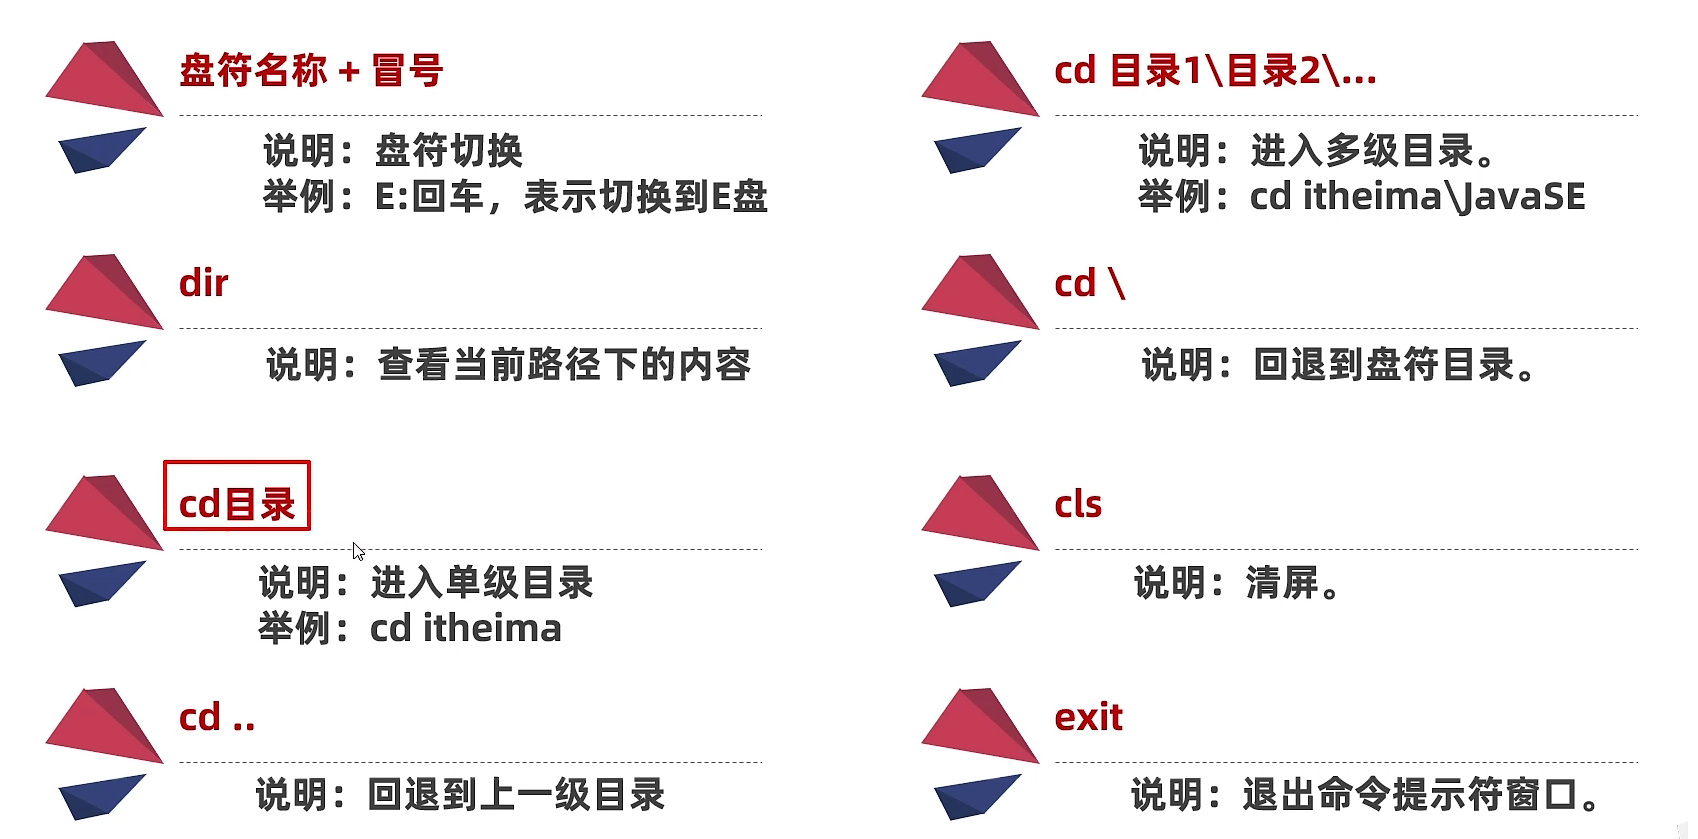 盘符名称 + 冒号
说明：盘符切换
举例：E:回车，表示切换到E盘
dir
说明：查看当前路径下的内容
cd目录
说明：进入单级目录
举例：cd itheima
cd ..
说明：回退到上一级目录
cd 目录1\目录2\...
说明：进入多级目录。
举例：cd itheima\JavaSE
cd \
说明：回退到盘符目录。
cls
说明：清屏。
exit
说明：退出命令提示符窗口。